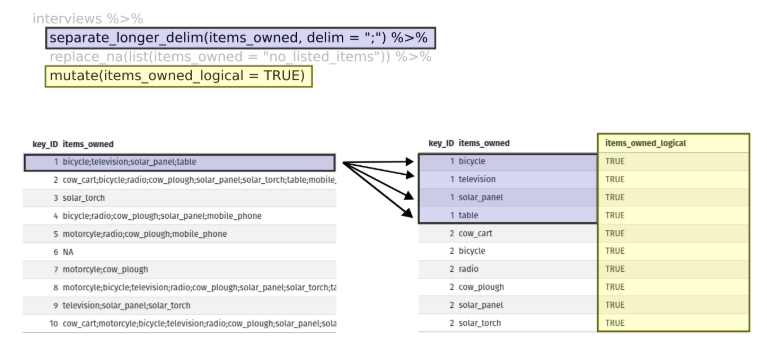 interviews %>%
separate_longer_delim(items_owned, delim = ";") %>%
replace_na(list(items_owned = "no_listed_items")) %>%
mutate(items_owned_logical = TRUE)
key_ID items_owned
1 bicycle;television;solar_panel;table
2 cow_cart;bicycle;radio;cow_plough;solar_panel;solar_torch;table;mobile_
3 solar_torch
4 bicycle;radio;cow_plough;solar_panel;mobile_phone
5 motorcyle;radio;cow_plough;mobile_phone
6 NA
7 motorcyle;cow_plough
8 motorcyle;bicycle;television;radio;cow_plough;solar_panel;solar_torch;ta
9 television;solar_panel;solar_torch
10 cow_cart;motorcyle;bicycle;television;radio;cow_plough;solar_panel;sola
key_ID items_owned items_owned_logical
1 bicycle TRUE
1 television TRUE
1 solar_panel TRUE
1 table TRUE
2 cow_cart TRUE
2 bicycle TRUE
2 radio TRUE
2 cow_plough TRUE
2 solar_panel TRUE
2 solar_torch TRUE